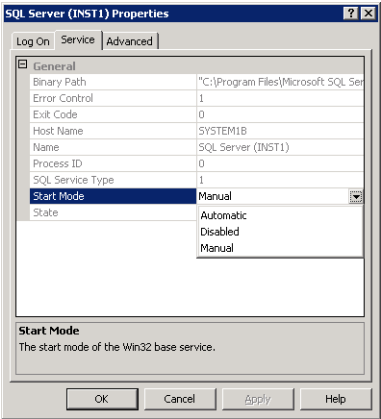 SQL Server (INST1) Properties
Log On Service Advanced
General
Binary Path "C:\Program Files\Microsoft SQL Ser
Error Control 1
Exit Code 0
Host Name SYSTEM1B
Name SQL Server (INST1)
Process ID 0
SQL Service Type 1
Start Mode Manual
State
Automatic
Disabled
Manual
Start Mode
The start mode of the Win32 base service.
OK Cancel Apply Help